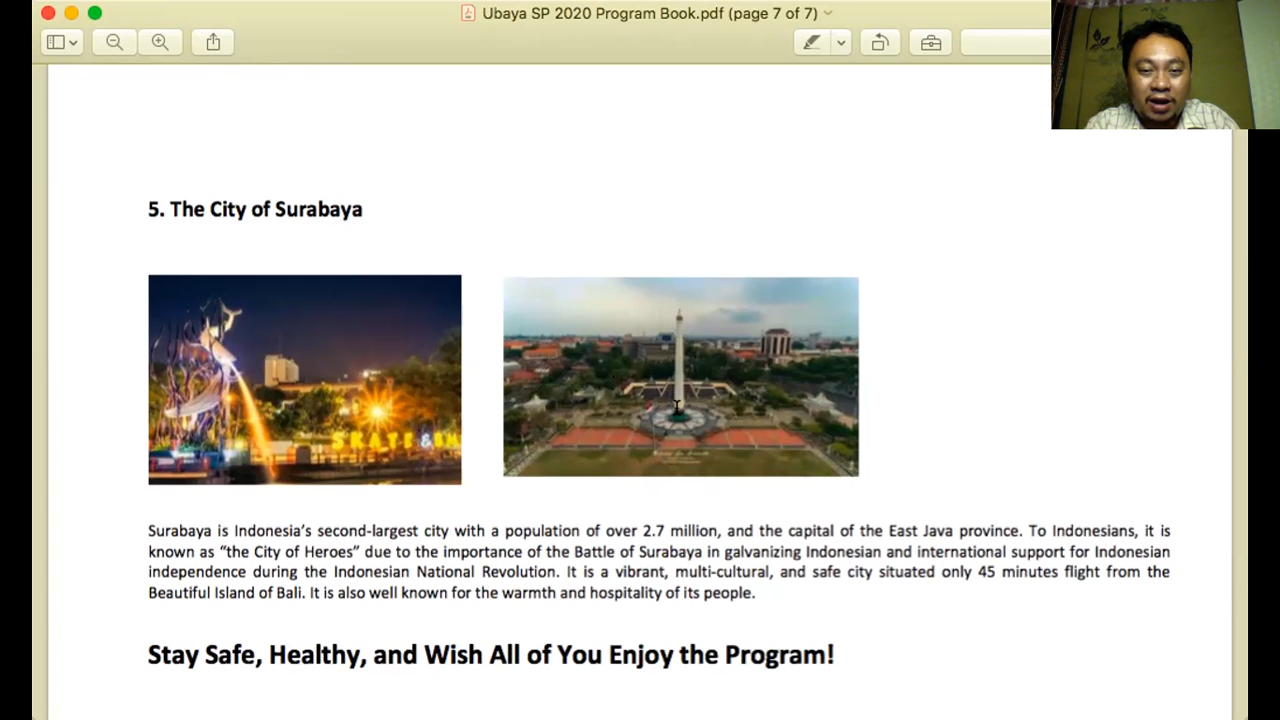 Ubaya SP 2020 Program Book.pdf (page 7 of 7)
5. The City of Surabaya
SKATE & BM
Surabaya is Indonesia's second-largest city with a population of over 2.7 million, and the capital of the East Java province. To Indonesians, it is
known as “the City of Heroes” due to the importance of the Battle of Surabaya in galvanizing Indonesian and international support for Indonesian
independence during the Indonesian National Revolution. It is a vibrant, multi-cultural, and safe city situated only 45 minutes flight from the
Beautiful Island of Bali. It is also well known for the warmth and hospitality of its people.
Stay Safe, Healthy, and Wish All of You Enjoy the Program!